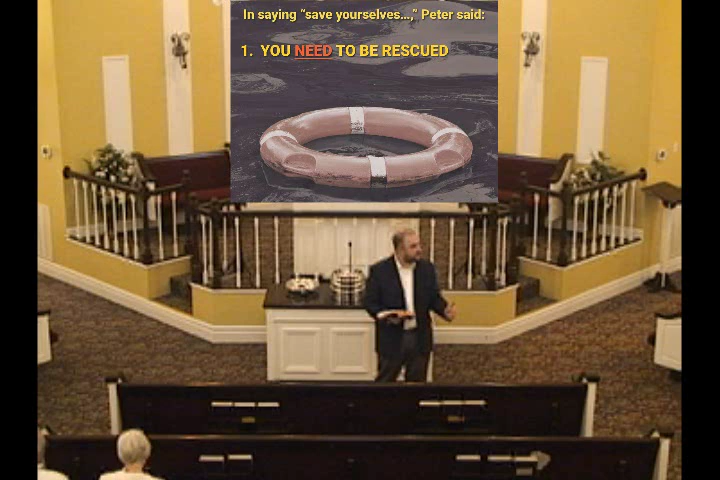 In saying “save yourselves…,” Peter said:
1. YOU NEED TO BE RESCUED